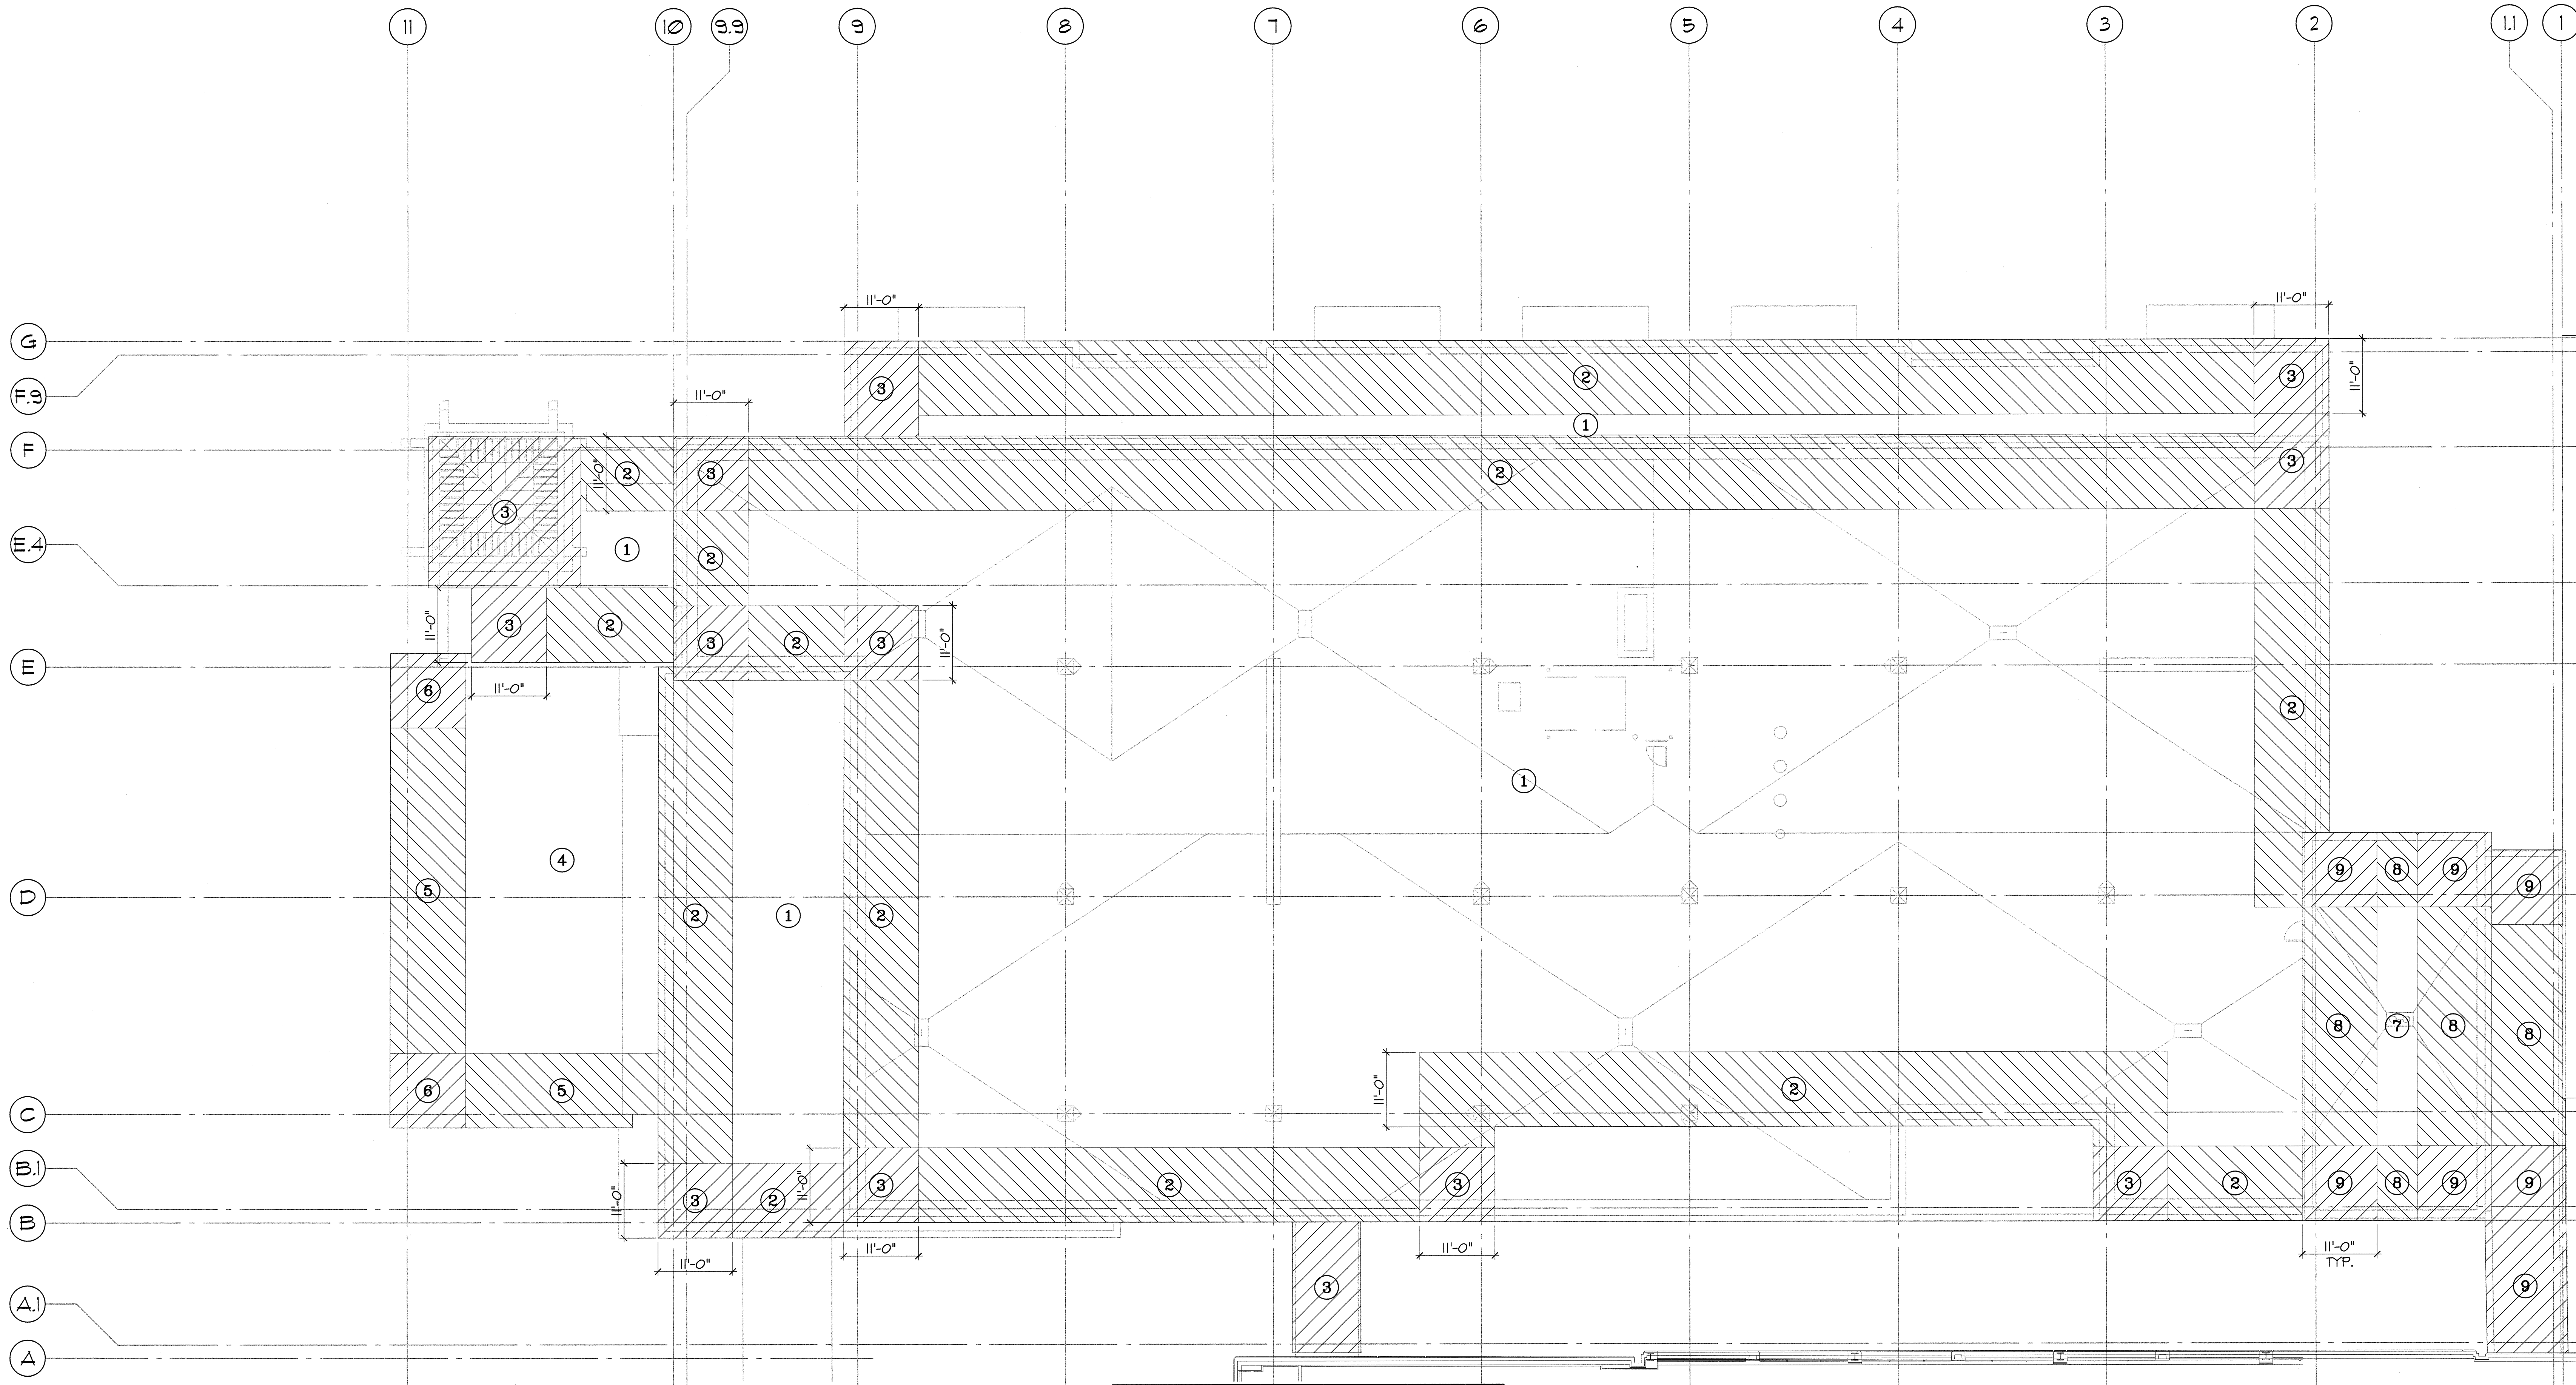 11 10 9.9 9 8 7 6 5 4 3 2 1.1 1
11'-0" 11'-0"
G
F.9
3 2 3 11'-0"
11'-0"
1
F
2 3 2 3
11'-0"
3
E.4
1 2
11'-0" 3 2 3 2 3 11'-0"
E
6 11'-0"
2
1
4
9 8 9 9
5
D
2 1 2
8 7 8 8
6 5 11'-0" 2
C
B.1
11'-0" 3 2 11'-0" 3 2 3 3 2 9 8 9 9
B
11'-0" 11'-0" 11'-0" 11'-0"
TYP.
3 9
A.1
A